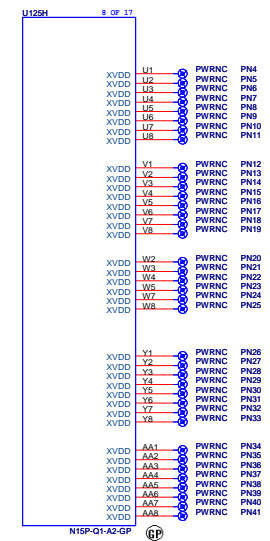 U125H 8 OF 17
XVDD U1 PWRNC PN4
XVDD U2 PWRNC PN5
XVDD U3 PWRNC PN6
XVDD U4 PWRNC PN7
XVDD U5 PWRNC PN8
XVDD U6 PWRNC PN9
XVDD U7 PWRNC PN10
XVDD U8 PWRNC PN11
XVDD V1 PWRNC PN12
XVDD V2 PWRNC PN13
XVDD V3 PWRNC PN14
XVDD V4 PWRNC PN15
XVDD V5 PWRNC PN16
XVDD V6 PWRNC PN17
XVDD V7 PWRNC PN18
XVDD V8 PWRNC PN19
XVDD W2 PWRNC PN20
XVDD W3 PWRNC PN21
XVDD W4 PWRNC PN22
XVDD W5 PWRNC PN23
XVDD W7 PWRNC PN24
XVDD W8 PWRNC PN25
XVDD Y1 PWRNC PN26
XVDD Y2 PWRNC PN27
XVDD Y3 PWRNC PN28
XVDD Y4 PWRNC PN29
XVDD Y5 PWRNC PN30
XVDD Y6 PWRNC PN31
XVDD Y7 PWRNC PN32
XVDD Y8 PWRNC PN33
XVDD AA1 PWRNC PN34
XVDD AA2 PWRNC PN35
XVDD AA3 PWRNC PN36
XVDD AA4 PWRNC PN37
XVDD AA5 PWRNC PN38
XVDD AA6 PWRNC PN39
XVDD AA7 PWRNC PN40
XVDD AA8 PWRNC PN41
N15P-Q1-A2-GP GP